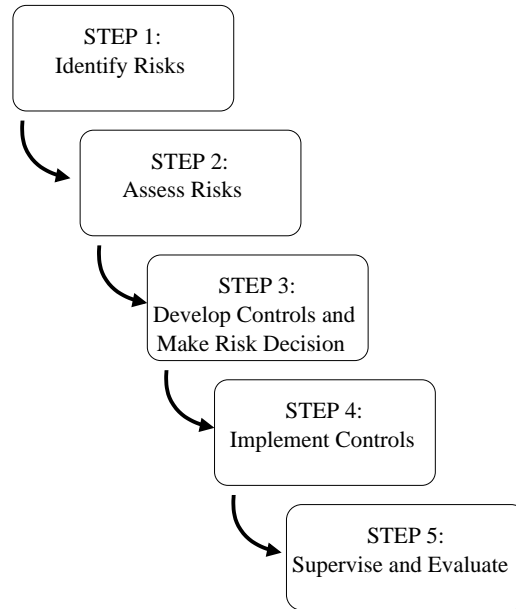 STEP 1:
Identify Risks
STEP 2:
Assess Risks
STEP 3:
Develop Controls and
Make Risk Decision
STEP 4:
Implement Controls
STEP 5:
Supervise and Evaluate